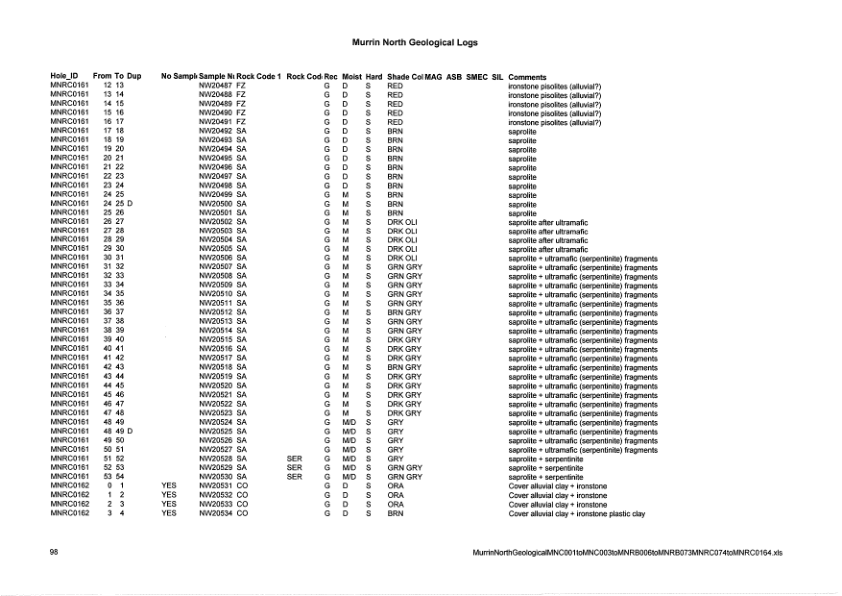 Murrin North Geological Logs
Hole_ID From To Dup No Sampl Sample N Rock Code 1 Rock Cod Rec Moist Hard Shade Col MAG ASB SMEC SIL Comments
MNRC0161 12 13 NW20487 FZ G D S RED ironstone pisolites (alluvial?)
MNRC0161 13 14 NW20488 FZ G D S RED ironstone pisolites (alluvial?)
MNRC0161 14 15 NW20489 FZ G D S RED ironstone pisolites (alluvial?)
MNRC0161 15 16 NW20490 FZ G D S RED ironstone pisolites (alluvial?)
MNRC0161 16 17 NW20491 FZ G D S RED ironstone pisolites (alluvial?)
MNRC0161 17 18 NW20492 SA G D S BRN saprolite
MNRC0161 18 19 NW20493 SA G D S BRN saprolite
MNRC0161 19 20 NW20494 SA G D S BRN saprolite
MNRC0161 20 21 NW20495 SA G D S BRN saprolite
MNRC0161 21 22 NW20496 SA G D S BRN saprolite
MNRC0161 22 23 NW20497 SA G D S BRN saprolite
MNRC0161 23 24 NW20498 SA G D S BRN saprolite
MNRC0161 24 25 NW20499 SA G M S BRN saprolite
MNRC0161 24 25 D NW20500 SA G M S BRN saprolite
MNRC0161 25 26 NW20501 SA G M S BRN saprolite
MNRC0161 26 27 NW20502 SA G M S DRK OLI saprolite after ultramafic
MNRC0161 27 28 NW20503 SA G M S DRK OLI saprolite after ultramafic
MNRC0161 28 29 NW20504 SA G M S DRK OLI saprolite after ultramafic
MNRC0161 29 30 NW20505 SA G M S DRK OLI saprolite after ultramafic
MNRC0161 30 31 NW20506 SA G M S DRK OLI saprolite + ultramafic (serpentinite) fragments
MNRC0161 31 32 NW20507 SA G M S GRN GRY saprolite + ultramafic (serpentinite) fragments
MNRC0161 32 33 NW20508 SA G M S GRN GRY saprolite + ultramafic (serpentinite) fragments
MNRC0161 33 34 NW20509 SA G M S GRN GRY saprolite + ultramafic (serpentinite) fragments
MNRC0161 34 35 NW20510 SA G M S GRN GRY saprolite + ultramafic (serpentinite) fragments
MNRC0161 35 36 NW20511 SA G M S GRN GRY saprolite + ultramafic (serpentinite) fragments
MNRC0161 36 37 NW20512 SA G M S BRN GRY saprolite + ultramafic (serpentinite) fragments
MNRC0161 37 38 NW20513 SA G M S GRN GRY saprolite + ultramafic (serpentinite) fragments
MNRC0161 38 39 NW20514 SA G M S GRN GRY saprolite + ultramafic (serpentinite) fragments
MNRC0161 39 40 NW20515 SA G M S DRK GRY saprolite + ultramafic (serpentinite) fragments
MNRC0161 40 41 NW20516 SA G M S DRK GRY saprolite + ultramafic (serpentinite) fragments
MNRC0161 41 42 NW20517 SA G M S DRK GRY saprolite + ultramafic (serpentinite) fragments
MNRC0161 42 43 NW20518 SA G M S BRN GRY saprolite + ultramafic (serpentinite) fragments
MNRC0161 43 44 NW20519 SA G M S DRK GRY saprolite + ultramafic (serpentinite) fragments
MNRC0161 44 45 NW20520 SA G M S DRK GRY saprolite + ultramafic (serpentinite) fragments
MNRC0161 45 46 NW20521 SA G M S DRK GRY saprolite + ultramafic (serpentinite) fragments
MNRC0161 46 47 NW20522 SA G M S DRK GRY saprolite + ultramafic (serpentinite) fragments
MNRC0161 47 48 NW20523 SA G M S DRK GRY saprolite + ultramafic (serpentinite) fragments
MNRC0161 48 49 NW20524 SA G M/D S GRY saprolite + ultramafic (serpentinite) fragments
MNRC0161 48 49 D NW20525 SA G M/D S GRY saprolite + ultramafic (serpentinite) fragments
MNRC0161 49 50 NW20526 SA G M/D S GRY saprolite + ultramafic (serpentinite) fragments
MNRC0161 50 51 NW20527 SA G M/D S GRY saprolite + ultramafic (serpentinite) fragments
MNRC0161 51 52 NW20528 SA SER G M/D S GRY saprolite + serpentinite
MNRC0161 52 53 NW20529 SA SER G M/D S GRN GRY saprolite + serpentinite
MNRC0161 53 54 NW20530 SA SER G M/D S GRN GRY saprolite + serpentinite
MNRC0162 0 1 YES NW20531 CO G D S ORA Cover alluvial clay + ironstone
MNRC0162 1 2 YES NW20532 CO G D S ORA Cover alluvial clay + ironstone
MNRC0162 2 3 YES NW20533 CO G D S ORA Cover alluvial clay + ironstone
MNRC0162 3 4 YES NW20534 CO G D S BRN Cover alluvial clay + ironstone plastic clay
98 MurrinNorthGeologicalMNC001toMNC003toMNRB006toMNRB073MNRC074toMNRC0164.xls